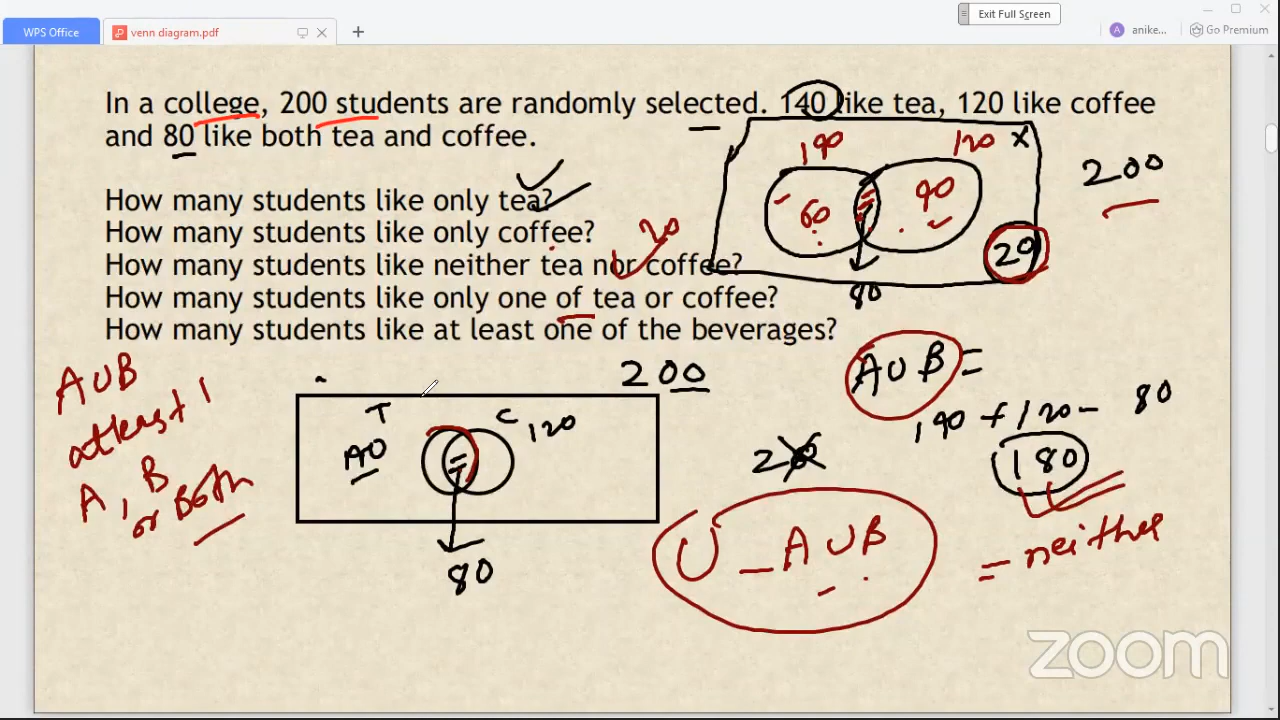 Exit Full Screen
WPS Office
venn diagram.pdf
anike...
Go Premium
In a college, 200 students are randomly selected. 140 like tea, 120 like coffee
and 80 like both tea and coffee.
How many students like only tea?
How many students like only coffee?
How many students like neither tea nor coffee?
How many students like only one of tea or coffee?
How many students like at least one of the beverages?
140
120
x
200
60
40
20
20
80
AUB
atleast 1
A, B
or Both
200
T
C
120
80
AUB =
140 + 120 - 80
180
U - AUB
= neither
zoom